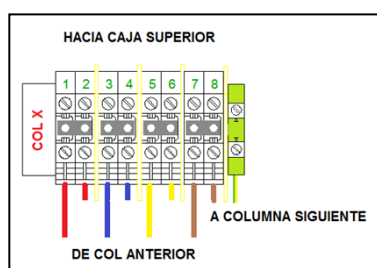 HACIA CAJA SUPERIOR
1 2 3 4 5 6 7 8
COL X
A COLUMNA SIGUIENTE
DE COL ANTERIOR